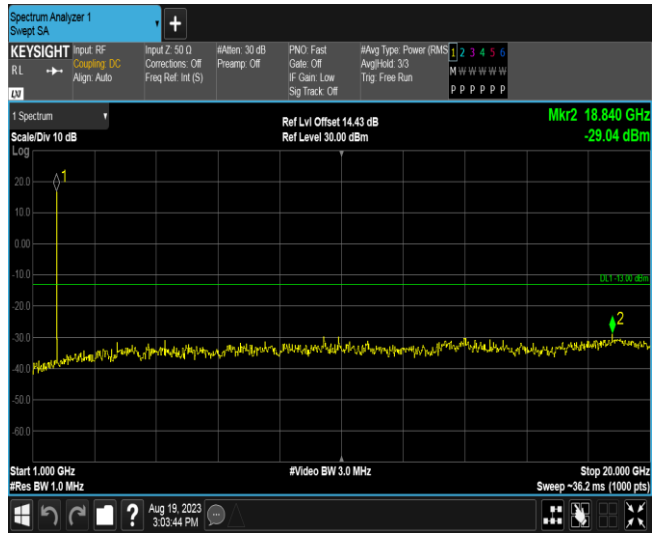 Spectrum Analyzer 1
Swept SA
+
KEYSIGHT
RL
LXI
Input: RF
Coupling: DC
Align: Auto
Input Z: 50 Ω
Corrections: Off
Freq Ref: Int (S)
#Atten: 30 dB
Preamp: Off
PNO: Fast
Gate: Off
IF Gain: Low
Sig Track: Off
#Avg Type: Power (RMS
Avg|Hold: 3/3
Trig: Free Run
1 2 3 4 5 6
M W W W W W
P P P P P P
1 Spectrum
Scale/Div 10 dB
Ref Lvl Offset 14.43 dB
Ref Level 30.00 dBm
Mkr2 18.840 GHz
-29.04 dBm
Log
1
20.0
10.0
0.00
-10.0
DL1 -13.00 dBm
-20.0
2
-30.0
-40.0
-50.0
-60.0
Start 1.000 GHz
#Video BW 3.0 MHz
Stop 20.000 GHz
#Res BW 1.0 MHz
Sweep ~36.2 ms (1000 pts)
?
Aug 19, 2023
3:03:44 PM